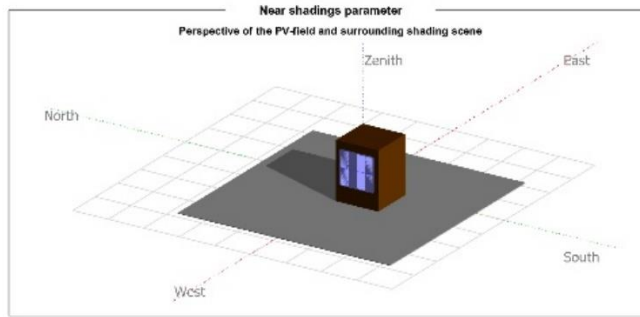 Near shadings parameter
Perspective of the PV-field and surrounding shading scene
Zenith
East
North
South
West